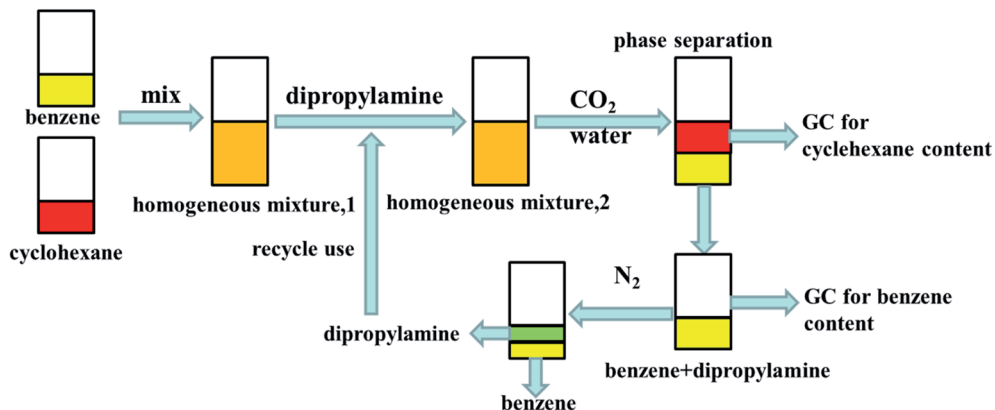 benzene
cyclohexane
mix
homogeneous mixture,1
dipropylamine
homogeneous mixture,2
CO₂
water
phase separation
GC for
cyclehexane content
recycle use
benzene+dipropylamine
GC for benzene
content
N₂
dipropylamine
benzene